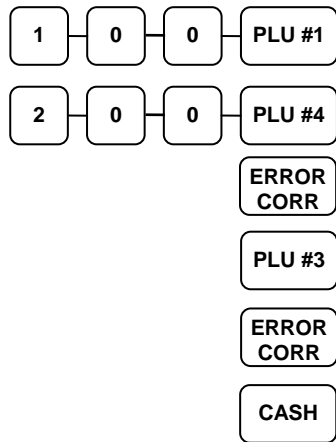 1 0 0 PLU #1
2 0 0 PLU #4
ERROR
CORR
PLU #3
ERROR
CORR
CASH